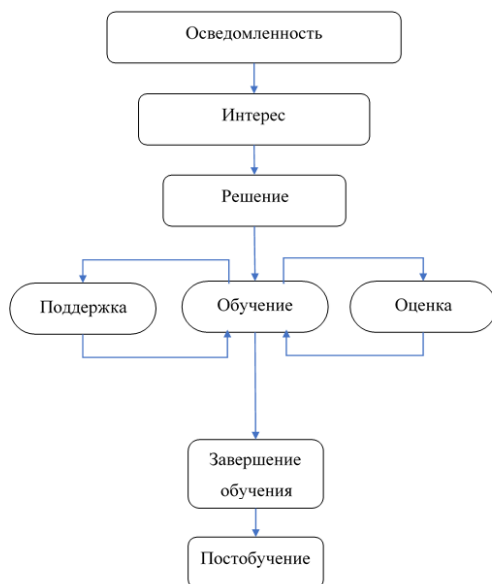 Осведомленность
Интерес
Решение
Поддержка
Обучение
Оценка
Завершение
обучения
Постобучение